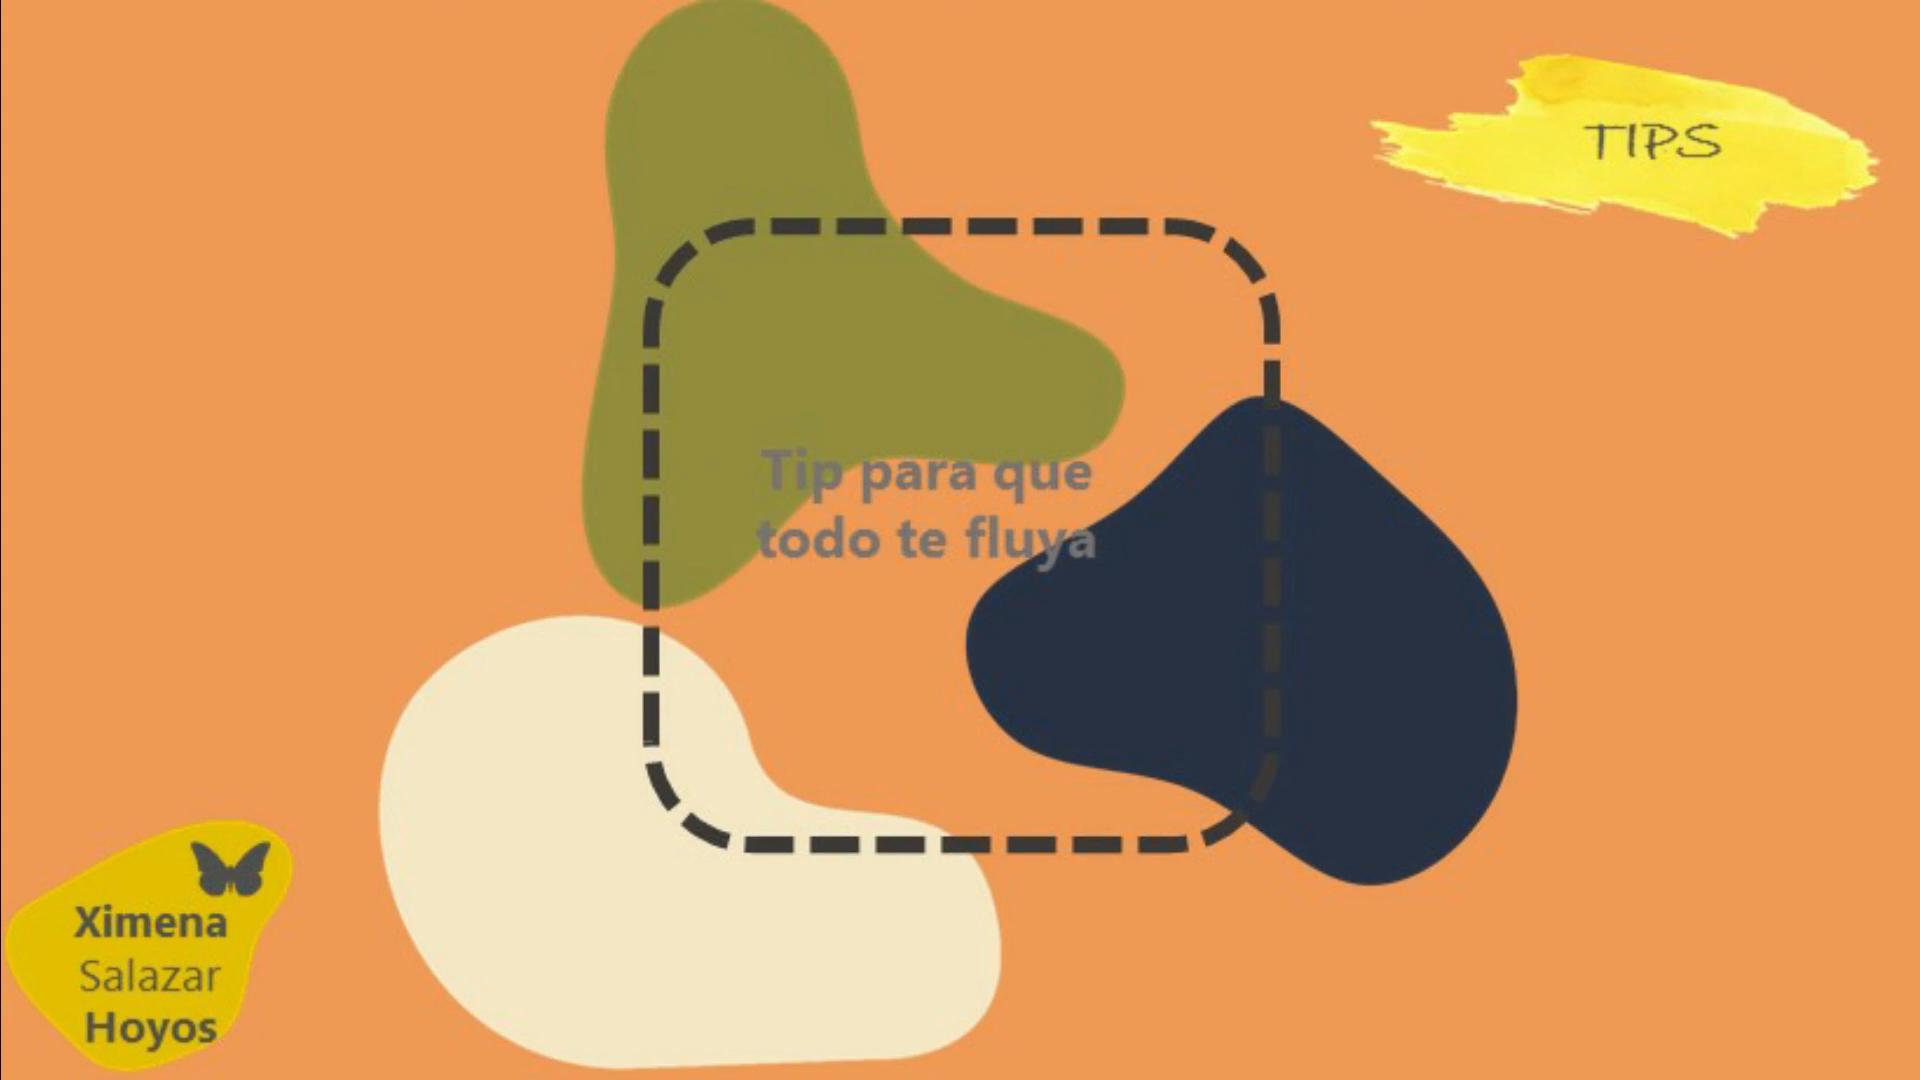 TIPS
Tip para que
todo te fluya
Ximena
Salazar
Hoyos